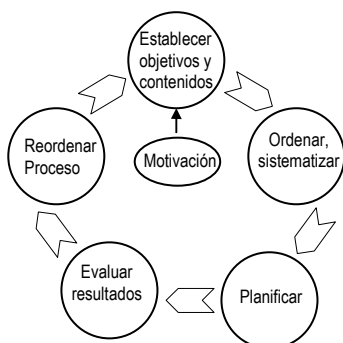 Establecer
objetivos y
contenidos
Ordenar,
sistematizar
Planificar
Evaluar
resultados
Reordenar
Proceso
Motivación